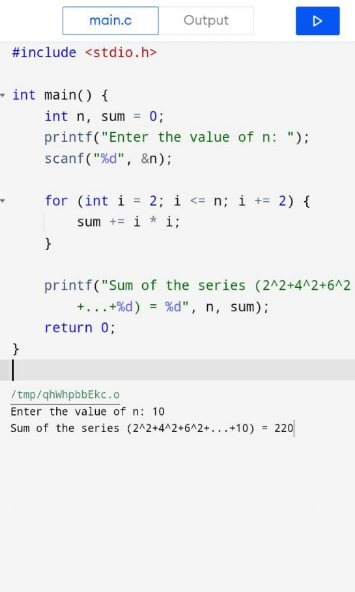 main.c Output
#include <stdio.h>
int main() {
    int n, sum = 0;
    printf("Enter the value of n: ");
    scanf("%d", &n);
    for (int i = 2; i <= n; i += 2) {
        sum += i * i;
    }
    printf("Sum of the series (2^2+4^2+6^2
        +...+%d) = %d", n, sum);
    return 0;
}
/tmp/qhWhpbbEkc.o
Enter the value of n: 10
Sum of the series (2^2+4^2+6^2+...+10) = 220